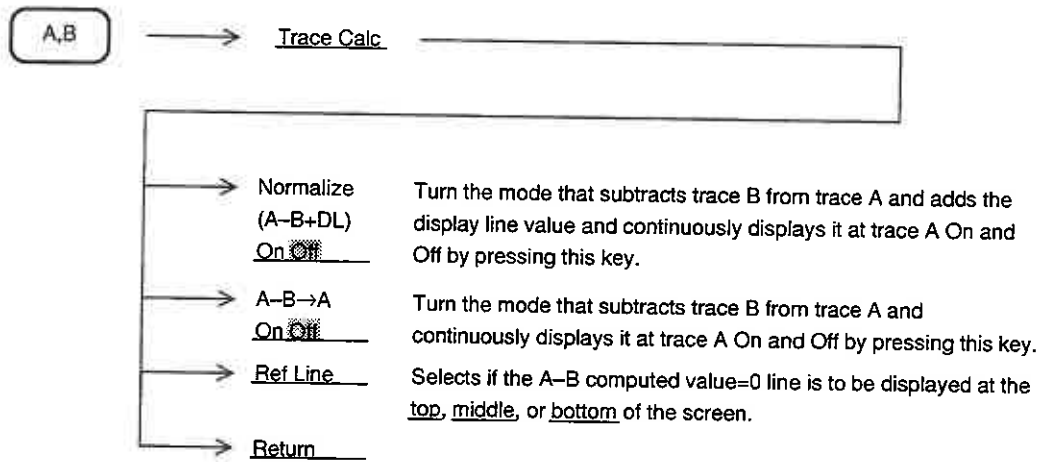 A,B
Trace Calc
Normalize
(A–B+DL)
On Off
Turn the mode that subtracts trace B from trace A and adds the
display line value and continuously displays it at trace A On and
Off by pressing this key.
A–B→A
On Off
Turn the mode that subtracts trace B from trace A and
continuously displays it at trace A On and Off by pressing this key.
Ref Line
Selects if the A–B computed value=0 line is to be displayed at the
top, middle, or bottom of the screen.
Return